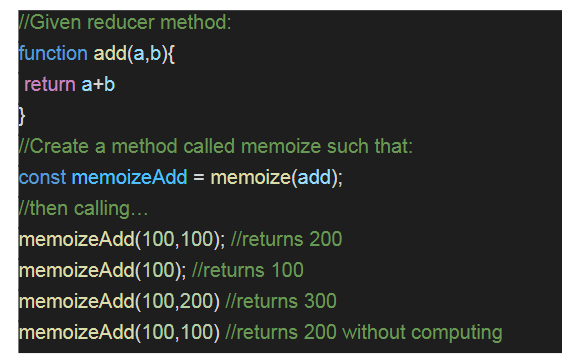 //Given reducer method:
function add(a,b){
return a+b
}
//Create a method called memoize such that:
const memoizeAdd = memoize(add);
//then calling…
memoizeAdd(100,100); //returns 200
memoizeAdd(100); //returns 100
memoizeAdd(100,200) //returns 300
memoizeAdd(100,100) //returns 200 without computing